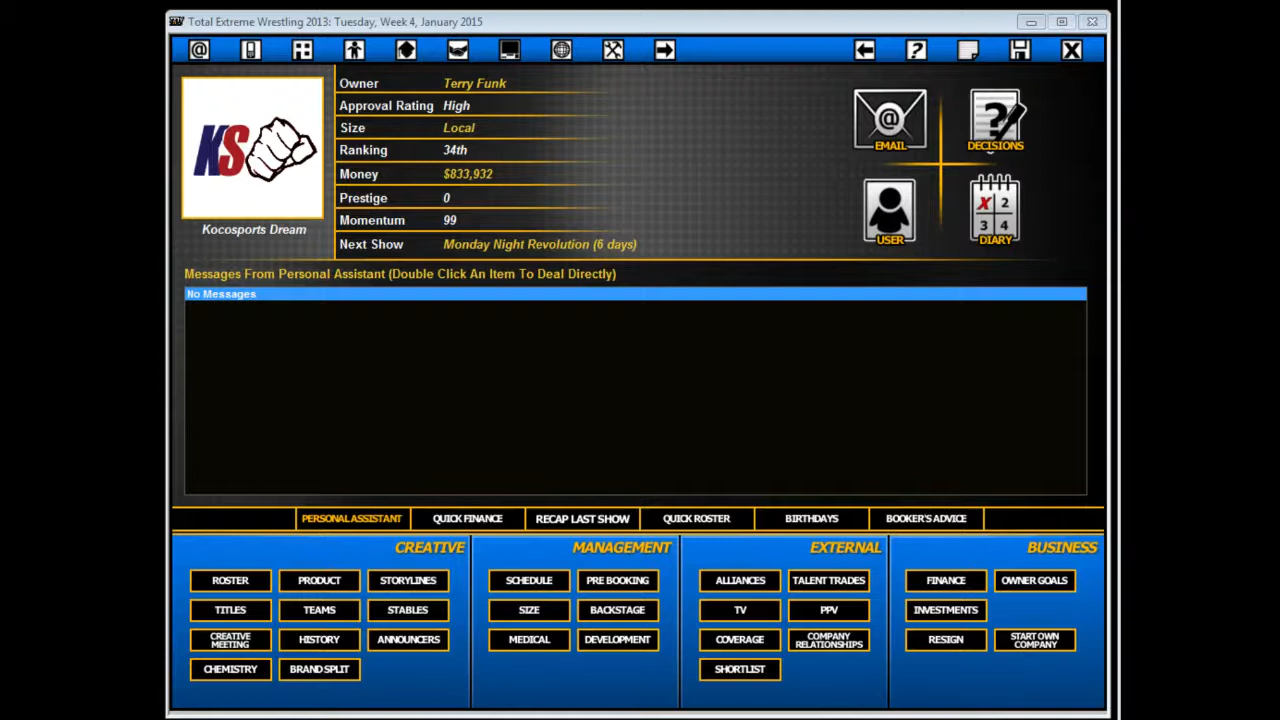 Total Extreme Wrestling 2013: Tuesday, Week 4, January 2015
KS
Kocosports Dream
Owner Terry Funk
Approval Rating High
Size Local
Ranking 34th
Money $833,932
Prestige 0
Momentum 99
Next Show Monday Night Revolution (6 days)
@ EMAIL
? DECISIONS
USER
X 2
3 4
DIARY
Messages From Personal Assistant (Double Click An Item To Deal Directly)
No Messages
PERSONAL ASSISTANT QUICK FINANCE RECAP LAST SHOW QUICK ROSTER BIRTHDAYS BOOKER'S ADVICE
CREATIVE
ROSTER PRODUCT STORYLINES
TITLES TEAMS STABLES
CREATIVE MEETING HISTORY ANNOUNCERS
CHEMISTRY BRAND SPLIT
MANAGEMENT
SCHEDULE PRE BOOKING
SIZE BACKSTAGE
MEDICAL DEVELOPMENT
EXTERNAL
ALLIANCES TALENT TRADES
TV PPV
COVERAGE COMPANY RELATIONSHIPS
SHORTLIST
BUSINESS
FINANCE OWNER GOALS
INVESTMENTS
RESIGN START OWN COMPANY